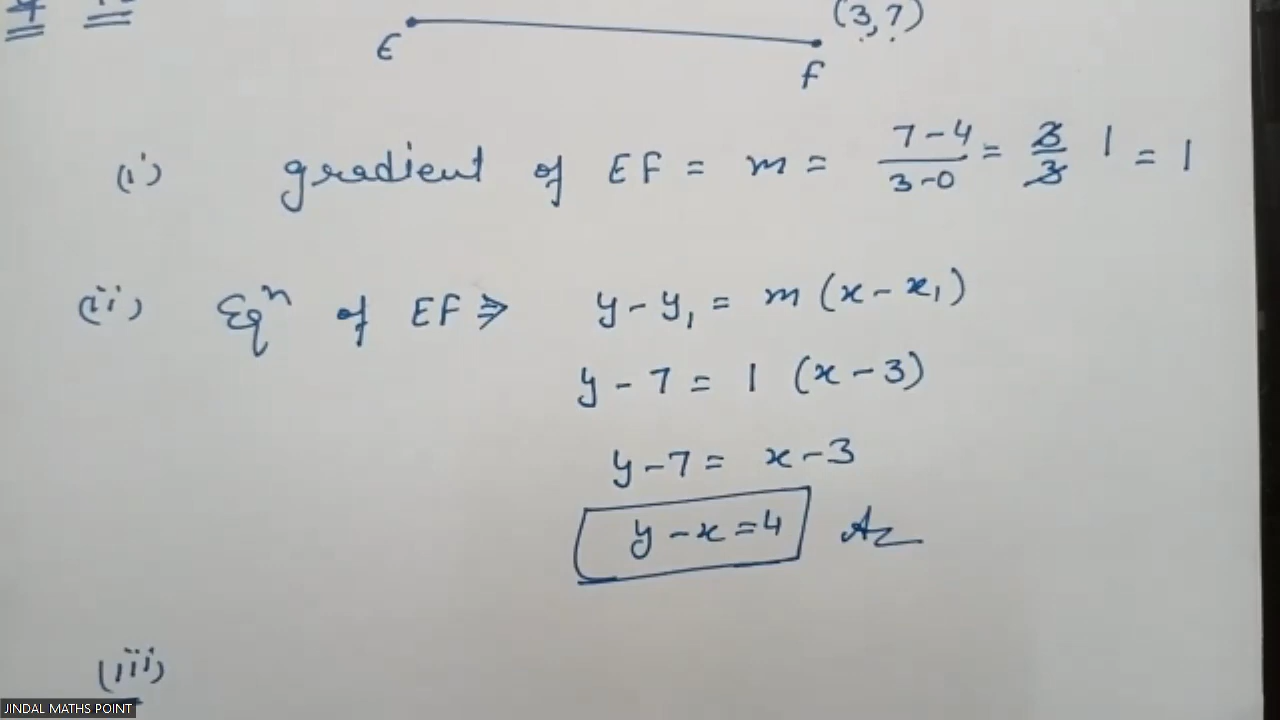 (3,7)
E
F
(i) gradient of EF = m = 7-4/3-0 = 3/3 1 = 1
(ii) Eqⁿ of EF ⇒ y - y₁ = m (x - x₁)
y - 7 = 1 (x - 3)
y - 7 = x - 3
y - x = 4
(iii)
JINDAL MATHS POINT